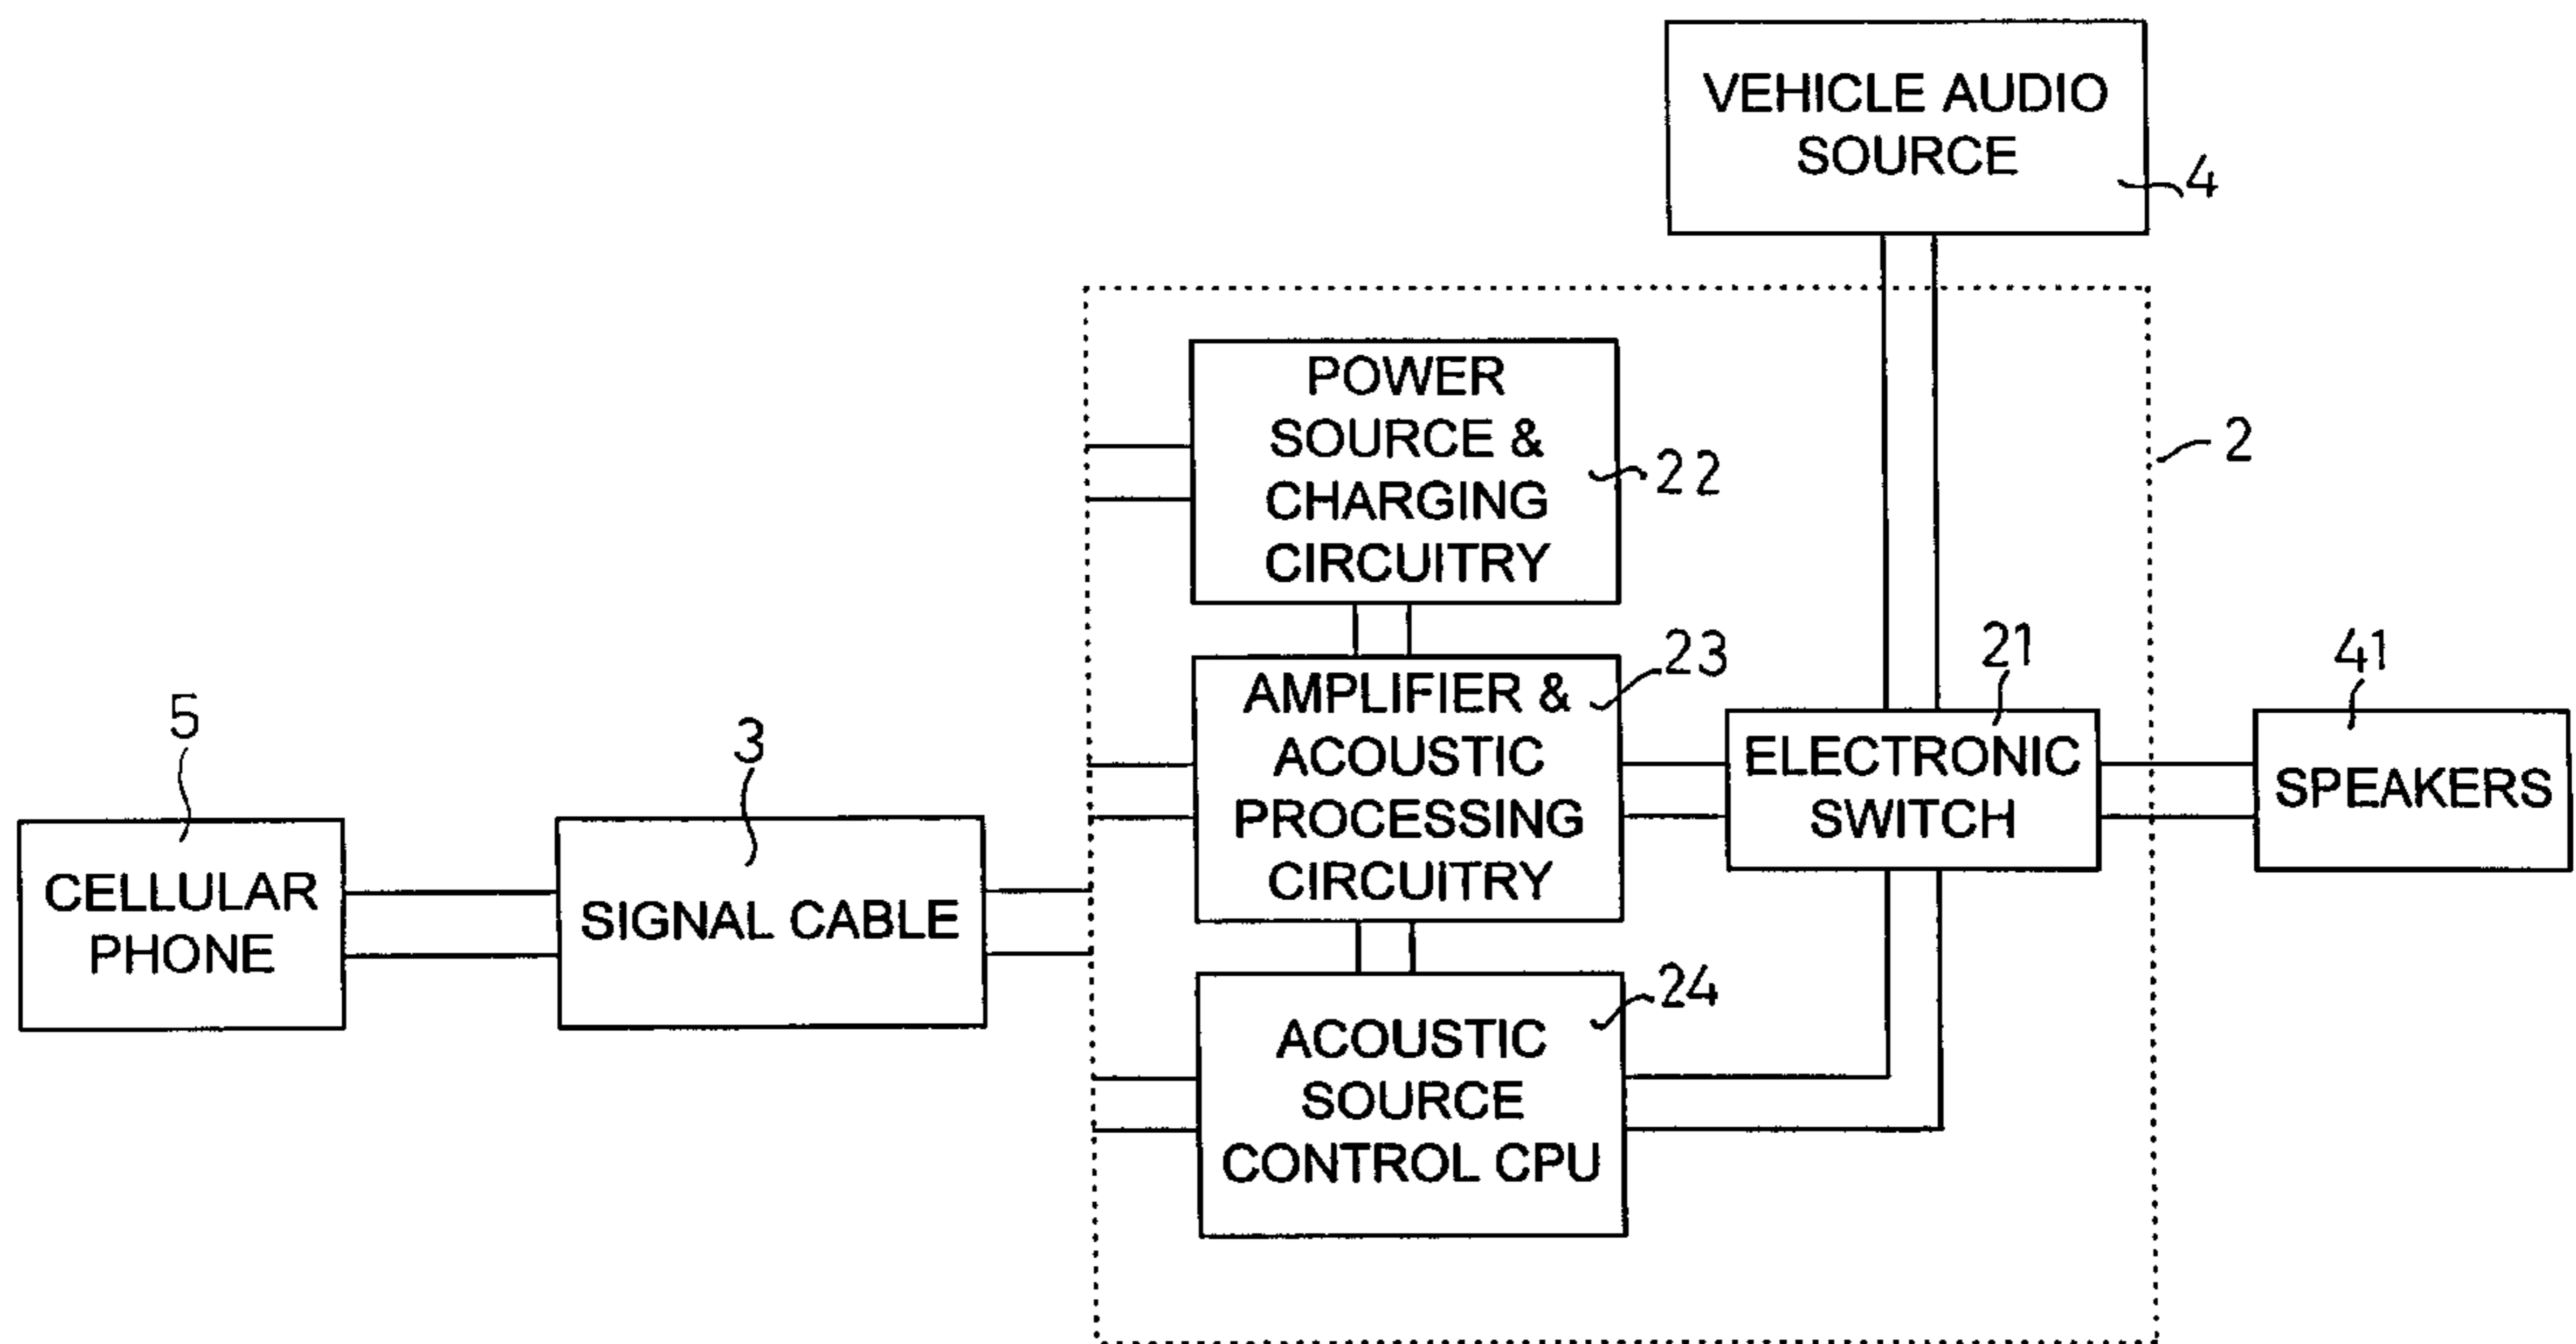 VEHICLE AUDIO
SOURCE
4
POWER
SOURCE &
CHARGING
CIRCUITRY
22
2
AMPLIFIER &
ACOUSTIC
PROCESSING
CIRCUITRY
23
ELECTRONIC
SWITCH
21
SPEAKERS
41
CELLULAR
PHONE
5
SIGNAL CABLE
3
ACOUSTIC
SOURCE
CONTROL CPU
24